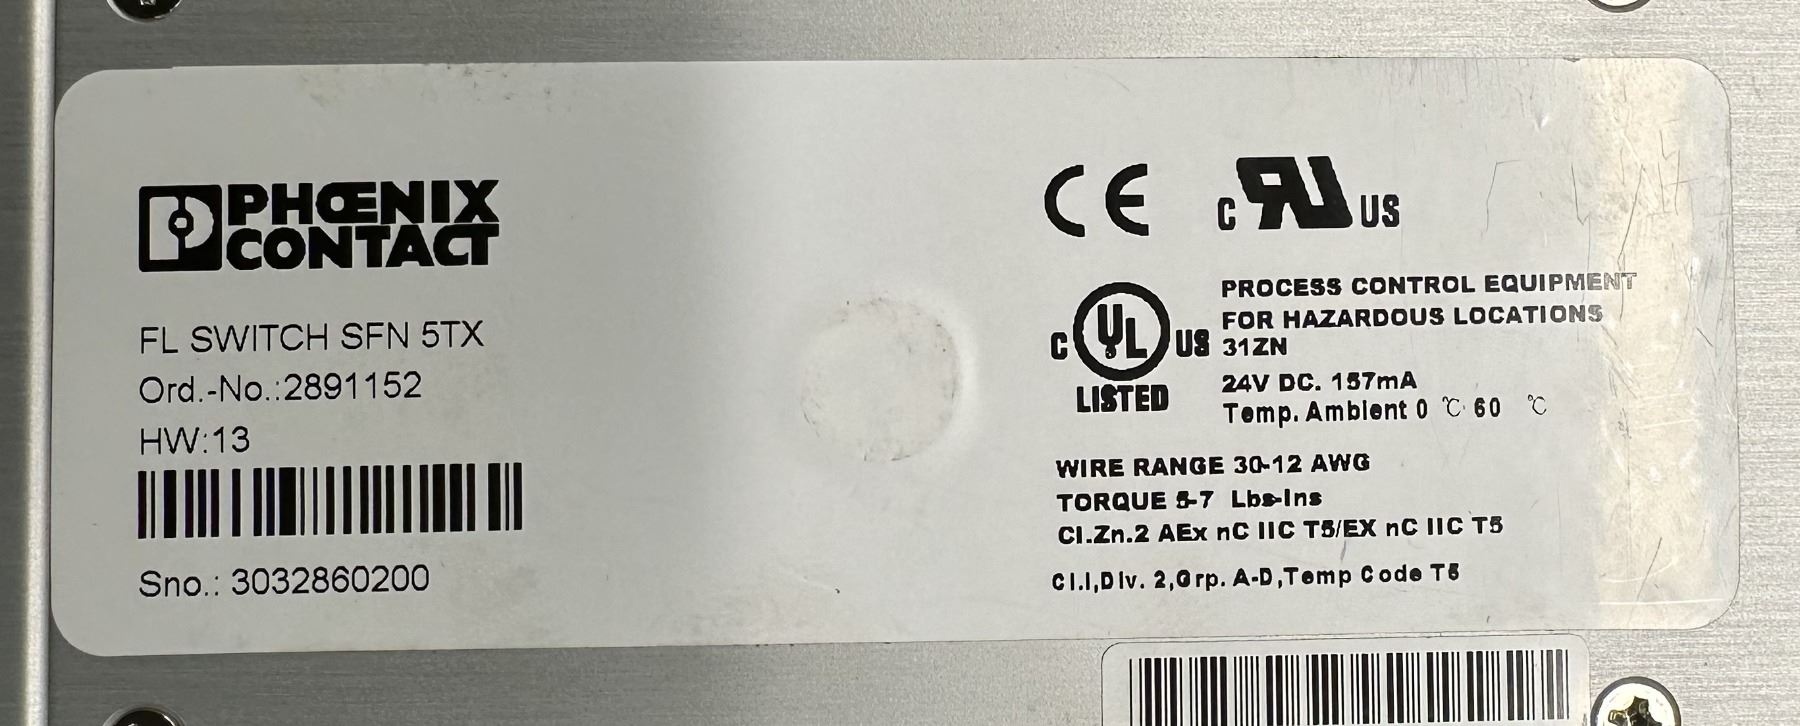 PHŒNIX
CONTACT
FL SWITCH SFN 5TX
Ord.-No.:2891152
HW:13
Sno.: 3032860200
CE
C RU US
C UL US
LISTED
PROCESS CONTROL EQUIPMENT
FOR HAZARDOUS LOCATIONS
31ZN
24V DC. 157mA
Temp. Ambient 0 ℃ 60 ℃
WIRE RANGE 30-12 AWG
TORQUE 5-7 Lbs-Ins
Cl.Zn.2 AEx nC IIC T5/EX nC IIC T5
Cl.I,Div. 2,Grp. A-D,Temp Code T5